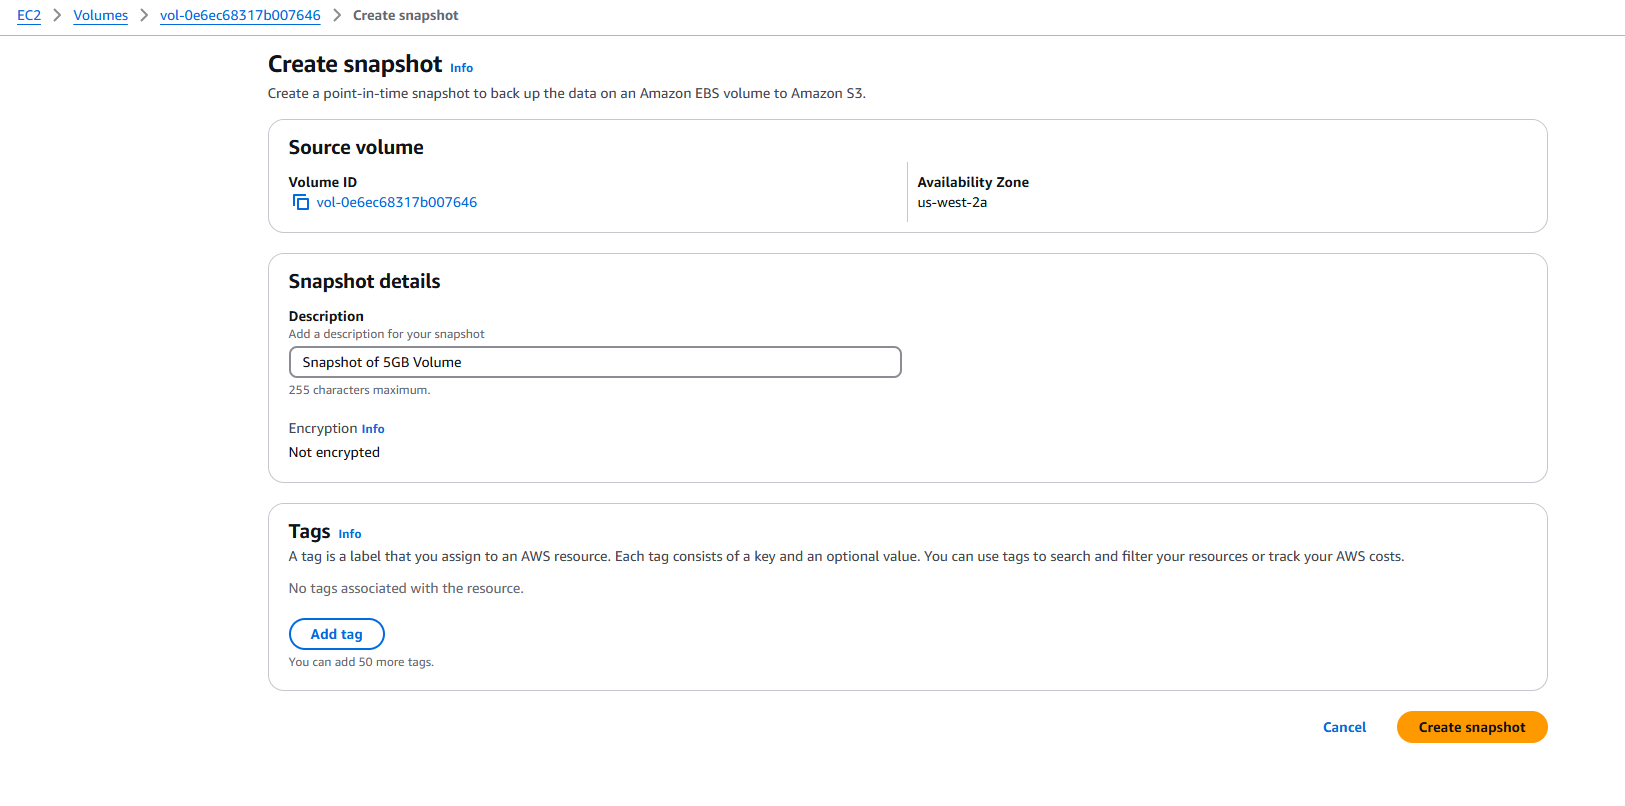 EC2 > Volumes > vol-0e6ec68317b007646 > Create snapshot
Create snapshot Info
Create a point-in-time snapshot to back up the data on an Amazon EBS volume to Amazon S3.
Source volume
Volume ID
vol-0e6ec68317b007646
Availability Zone
us-west-2a
Snapshot details
Description
Add a description for your snapshot
Snapshot of 5GB Volume
255 characters maximum.
Encryption Info
Not encrypted
Tags Info
A tag is a label that you assign to an AWS resource. Each tag consists of a key and an optional value. You can use tags to search and filter your resources or track your AWS costs.
No tags associated with the resource.
Add tag
You can add 50 more tags.
Cancel Create snapshot